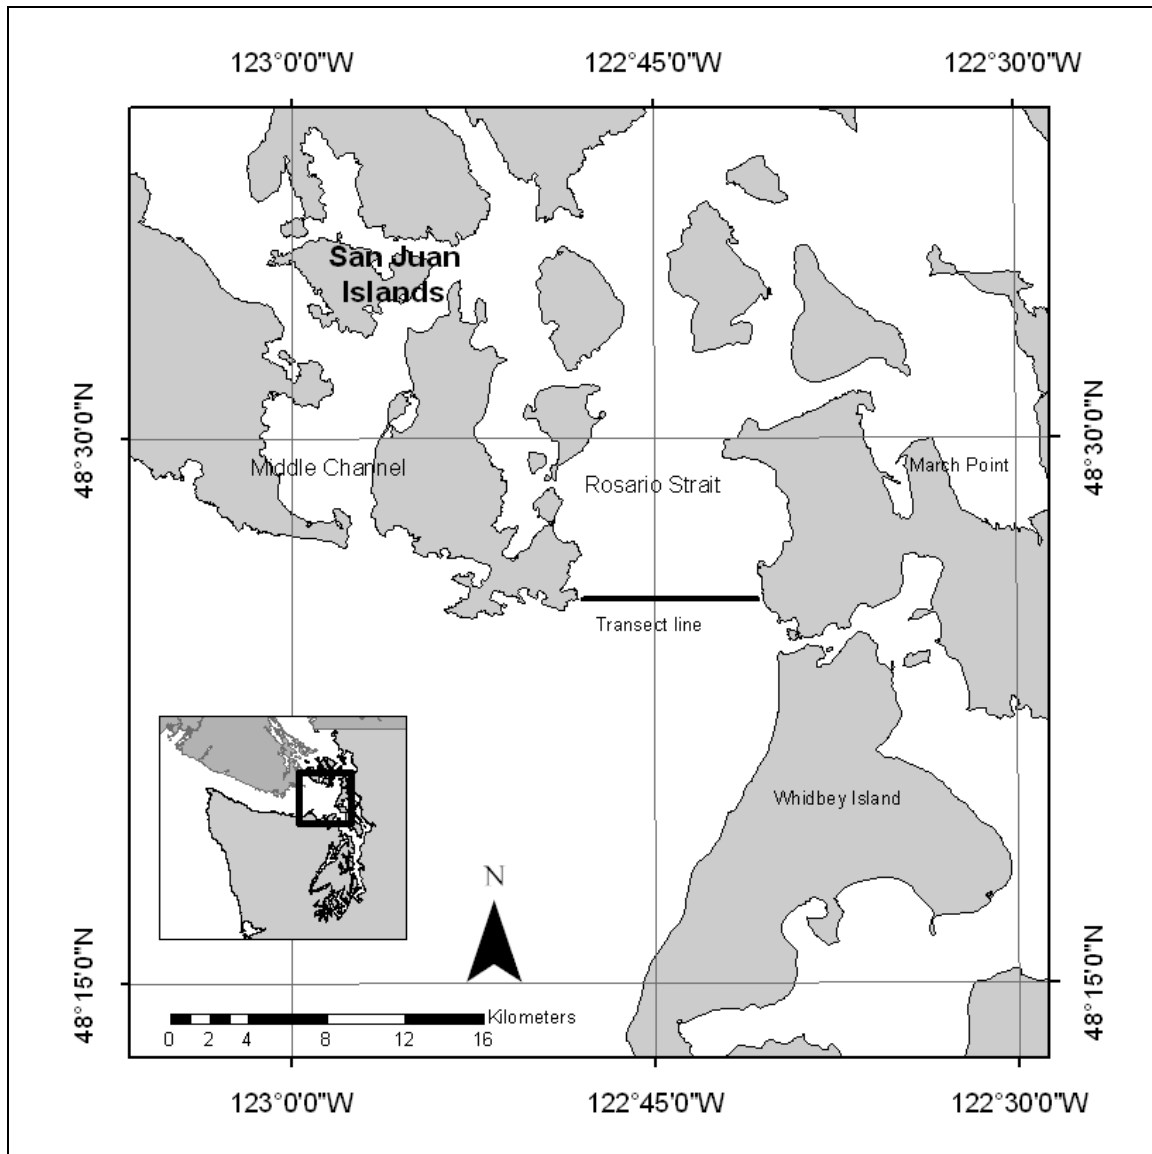 123°0'0"W 122°45'0"W 122°30'0"W
San Juan
Islands
48°30'0"N
48°30'0"N
Middle Channel
March Point
Rosario Strait
Transect line
Whidbey Island
N
48°15'0"N
48°15'0"N
Kilometers
0 2 4 8 12 16
123°0'0"W 122°45'0"W 122°30'0"W